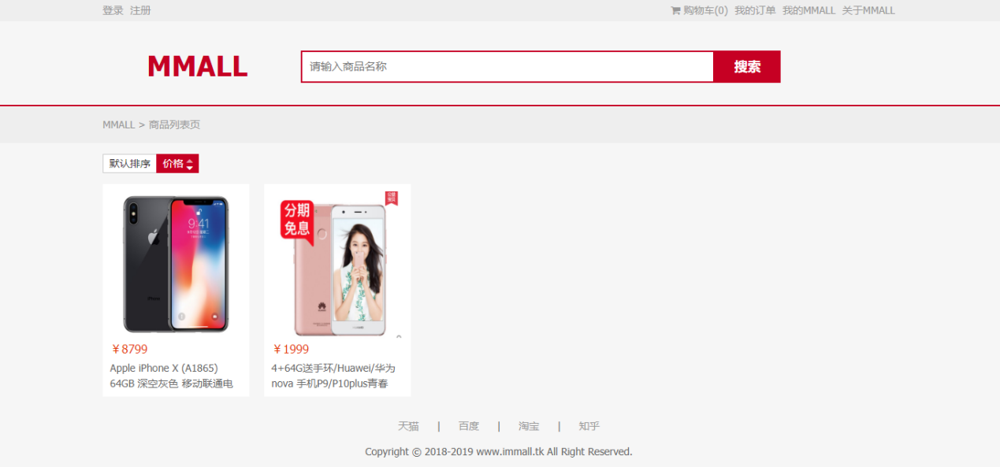 登录 注册
购物车(0) 我的订单 我的MMALL 关于MMALL
MMALL
请输入商品名称
搜索
MMALL > 商品列表页
默认排序 价格
分期
免息
9:41
iPhone
HUAWEI
￥8799
￥1999
Apple iPhone X (A1865)
64GB 深空灰色 移动联通电
4+64G送手环/Huawei/华为
nova 手机P9/P10plus青春
天猫 | 百度 | 淘宝 | 知乎
Copyright © 2018-2019 www.immall.tk All Right Reserved.